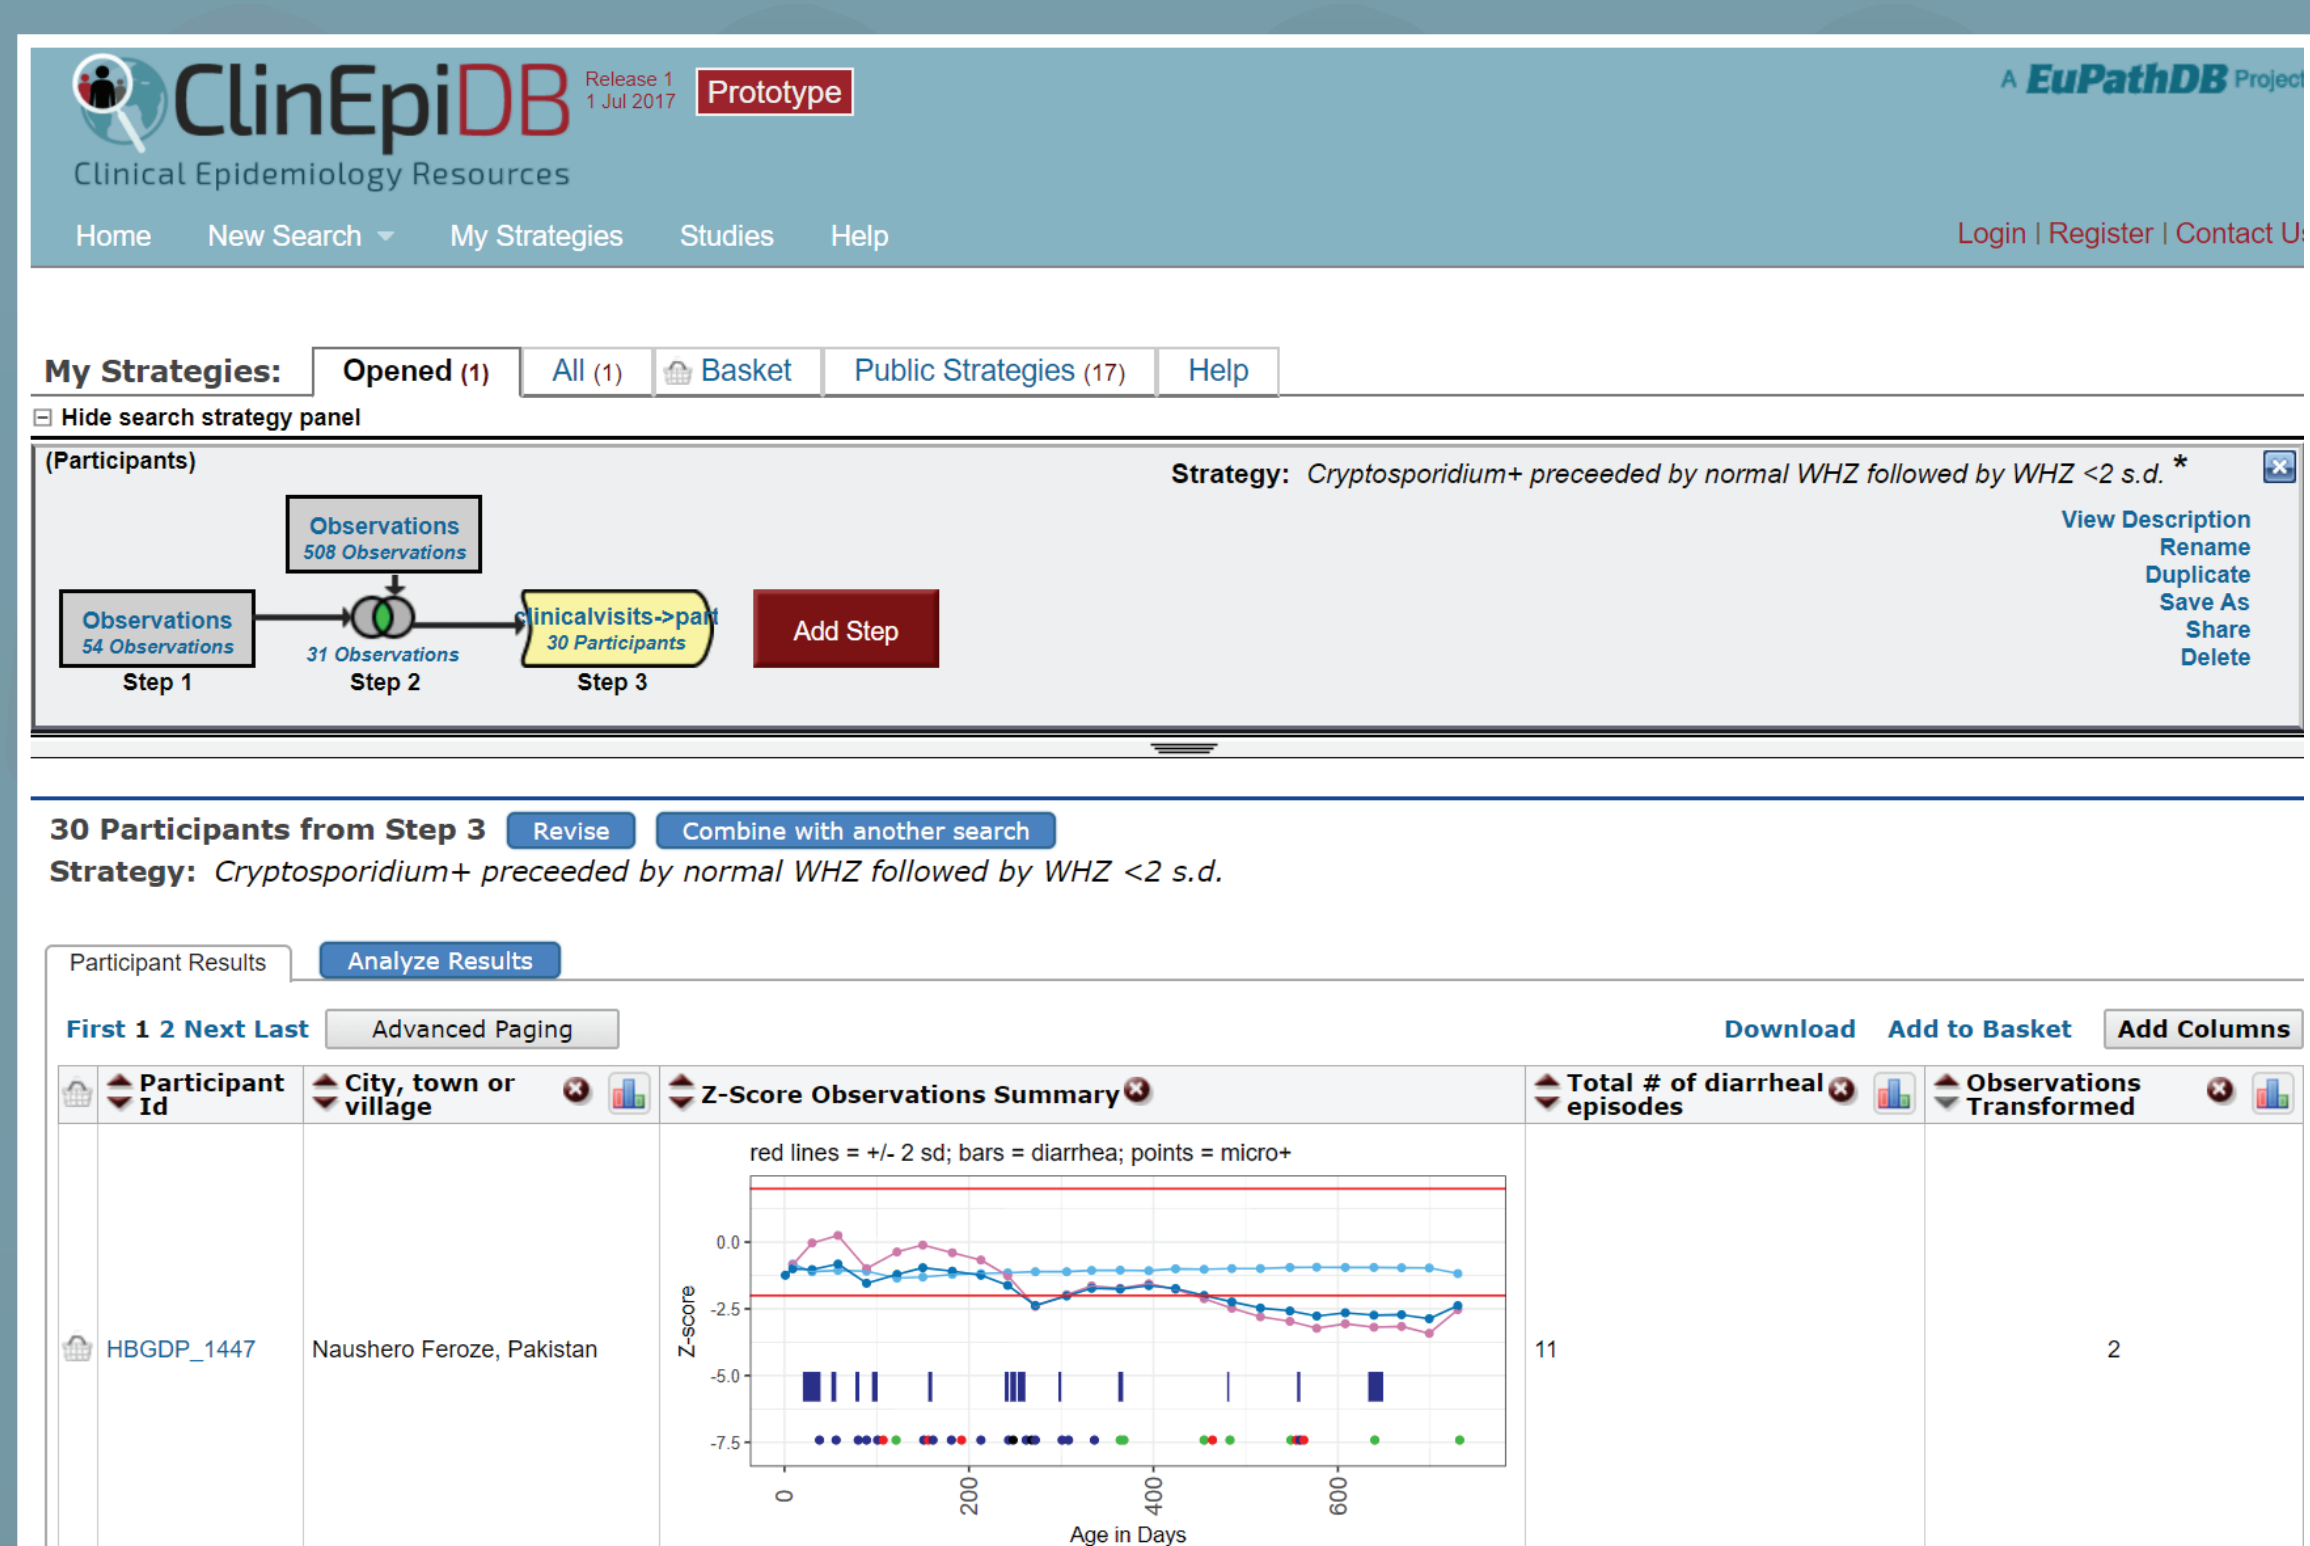 ClinEpiDB
Release 1
1 Jul 2017
Prototype
A EuPathDB Project
Clinical Epidemiology Resources
Home New Search My Strategies Studies Help
Login | Register | Contact Us
My Strategies: Opened (1) All (1) Basket Public Strategies (17) Help
Hide search strategy panel
(Participants)
Strategy: Cryptosporidium+ preceeded by normal WHZ followed by WHZ <2 s.d. *
View Description
Rename
Duplicate
Save As
Share
Delete
Observations
508 Observations
Observations
54 Observations
31 Observations
clinicalvisits->part
30 Participants
Add Step
Step 1 Step 2 Step 3
30 Participants from Step 3 Revise Combine with another search
Strategy: Cryptosporidium+ preceeded by normal WHZ followed by WHZ <2 s.d.
Participant Results Analyze Results
First 1 2 Next Last Advanced Paging Download Add to Basket Add Columns
Participant
Id
City, town or
village
Z-Score Observations Summary
Total # of diarrheal
episodes
Observations
Transformed
HBGDP_1447
Naushero Feroze, Pakistan
red lines = +/- 2 sd; bars = diarrhea; points = micro+
Z-score
0.0
-2.5
-5.0
-7.5
0 200 400 600
Age in Days
11
2